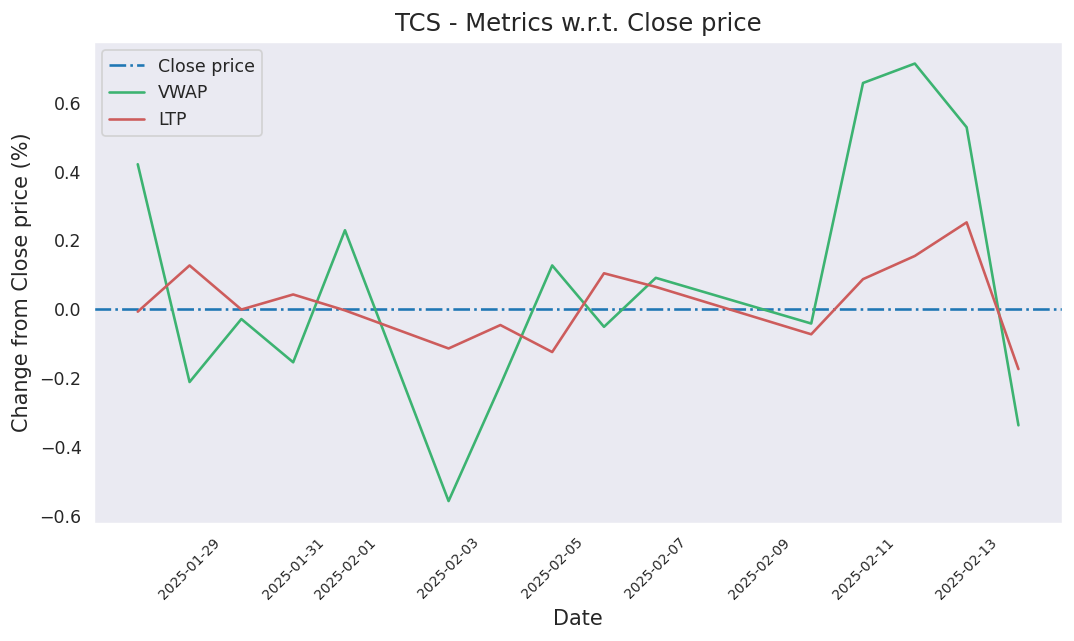 TCS - Metrics w.r.t. Close price
Close price
VWAP
LTP
Change from Close price (%)
0.6
0.4
0.2
0.0
−0.2
−0.4
−0.6
2025-01-29
2025-01-31
2025-02-01
2025-02-03
2025-02-05
2025-02-07
2025-02-09
2025-02-11
2025-02-13
Date